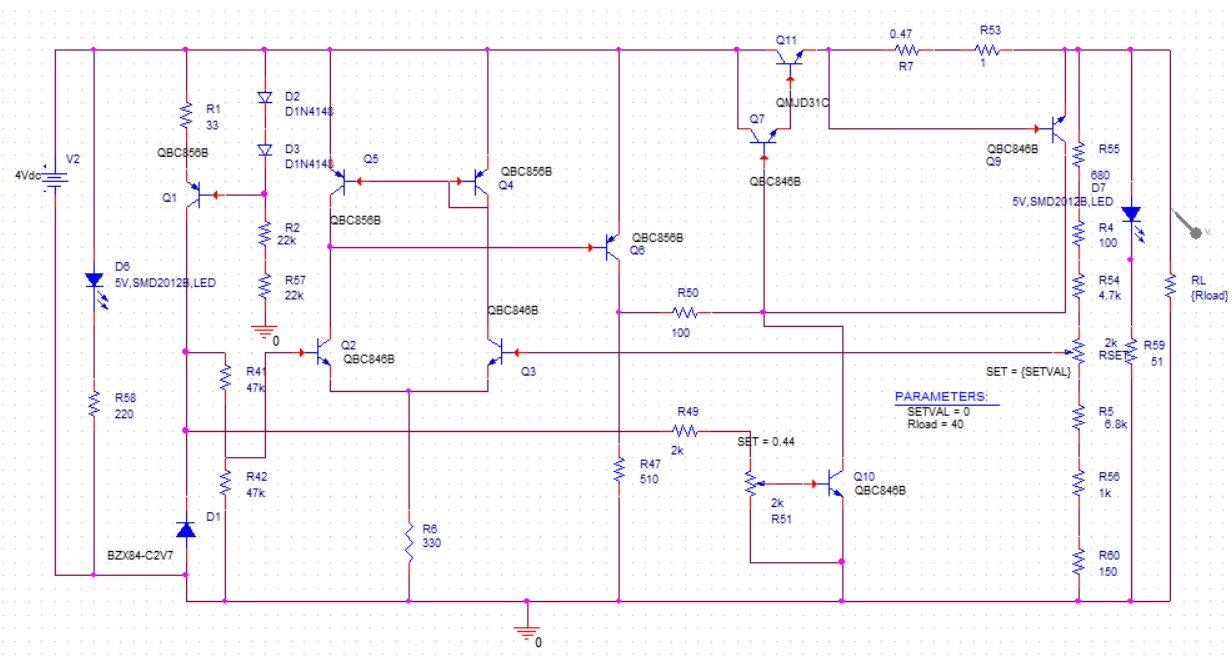 Q11
0.47
R7
R53
1
QMJD31C
Q7
QBC846B
QBC846B
Q9
R55
680
D7
5V,SMD2012B,LED
R4
100
R54
4.7k
2k
RSET
SET = {SETVAL}
R59
51
RL
{Rload}
V
V2
4Vdc
R1
33
QBC856B
Q1
D2
D1N4148
D3
D1N4148
R2
22k
R57
22k
0
Q5
QBC856B
QBC856B
Q4
QBC856B
Q6
D6
5V,SMD2012B,LED
R58
220
R50
100
QBC846B
Q2
QBC846B
Q3
R41
47k
R42
47k
D1
BZX84-C2V7
R6
330
R49
2k
SET = 0.44
R47
510
2k
R51
Q10
QBC846B
PARAMETERS:
SETVAL = 0
Rload = 40
R5
6.8k
R56
1k
R60
150
0